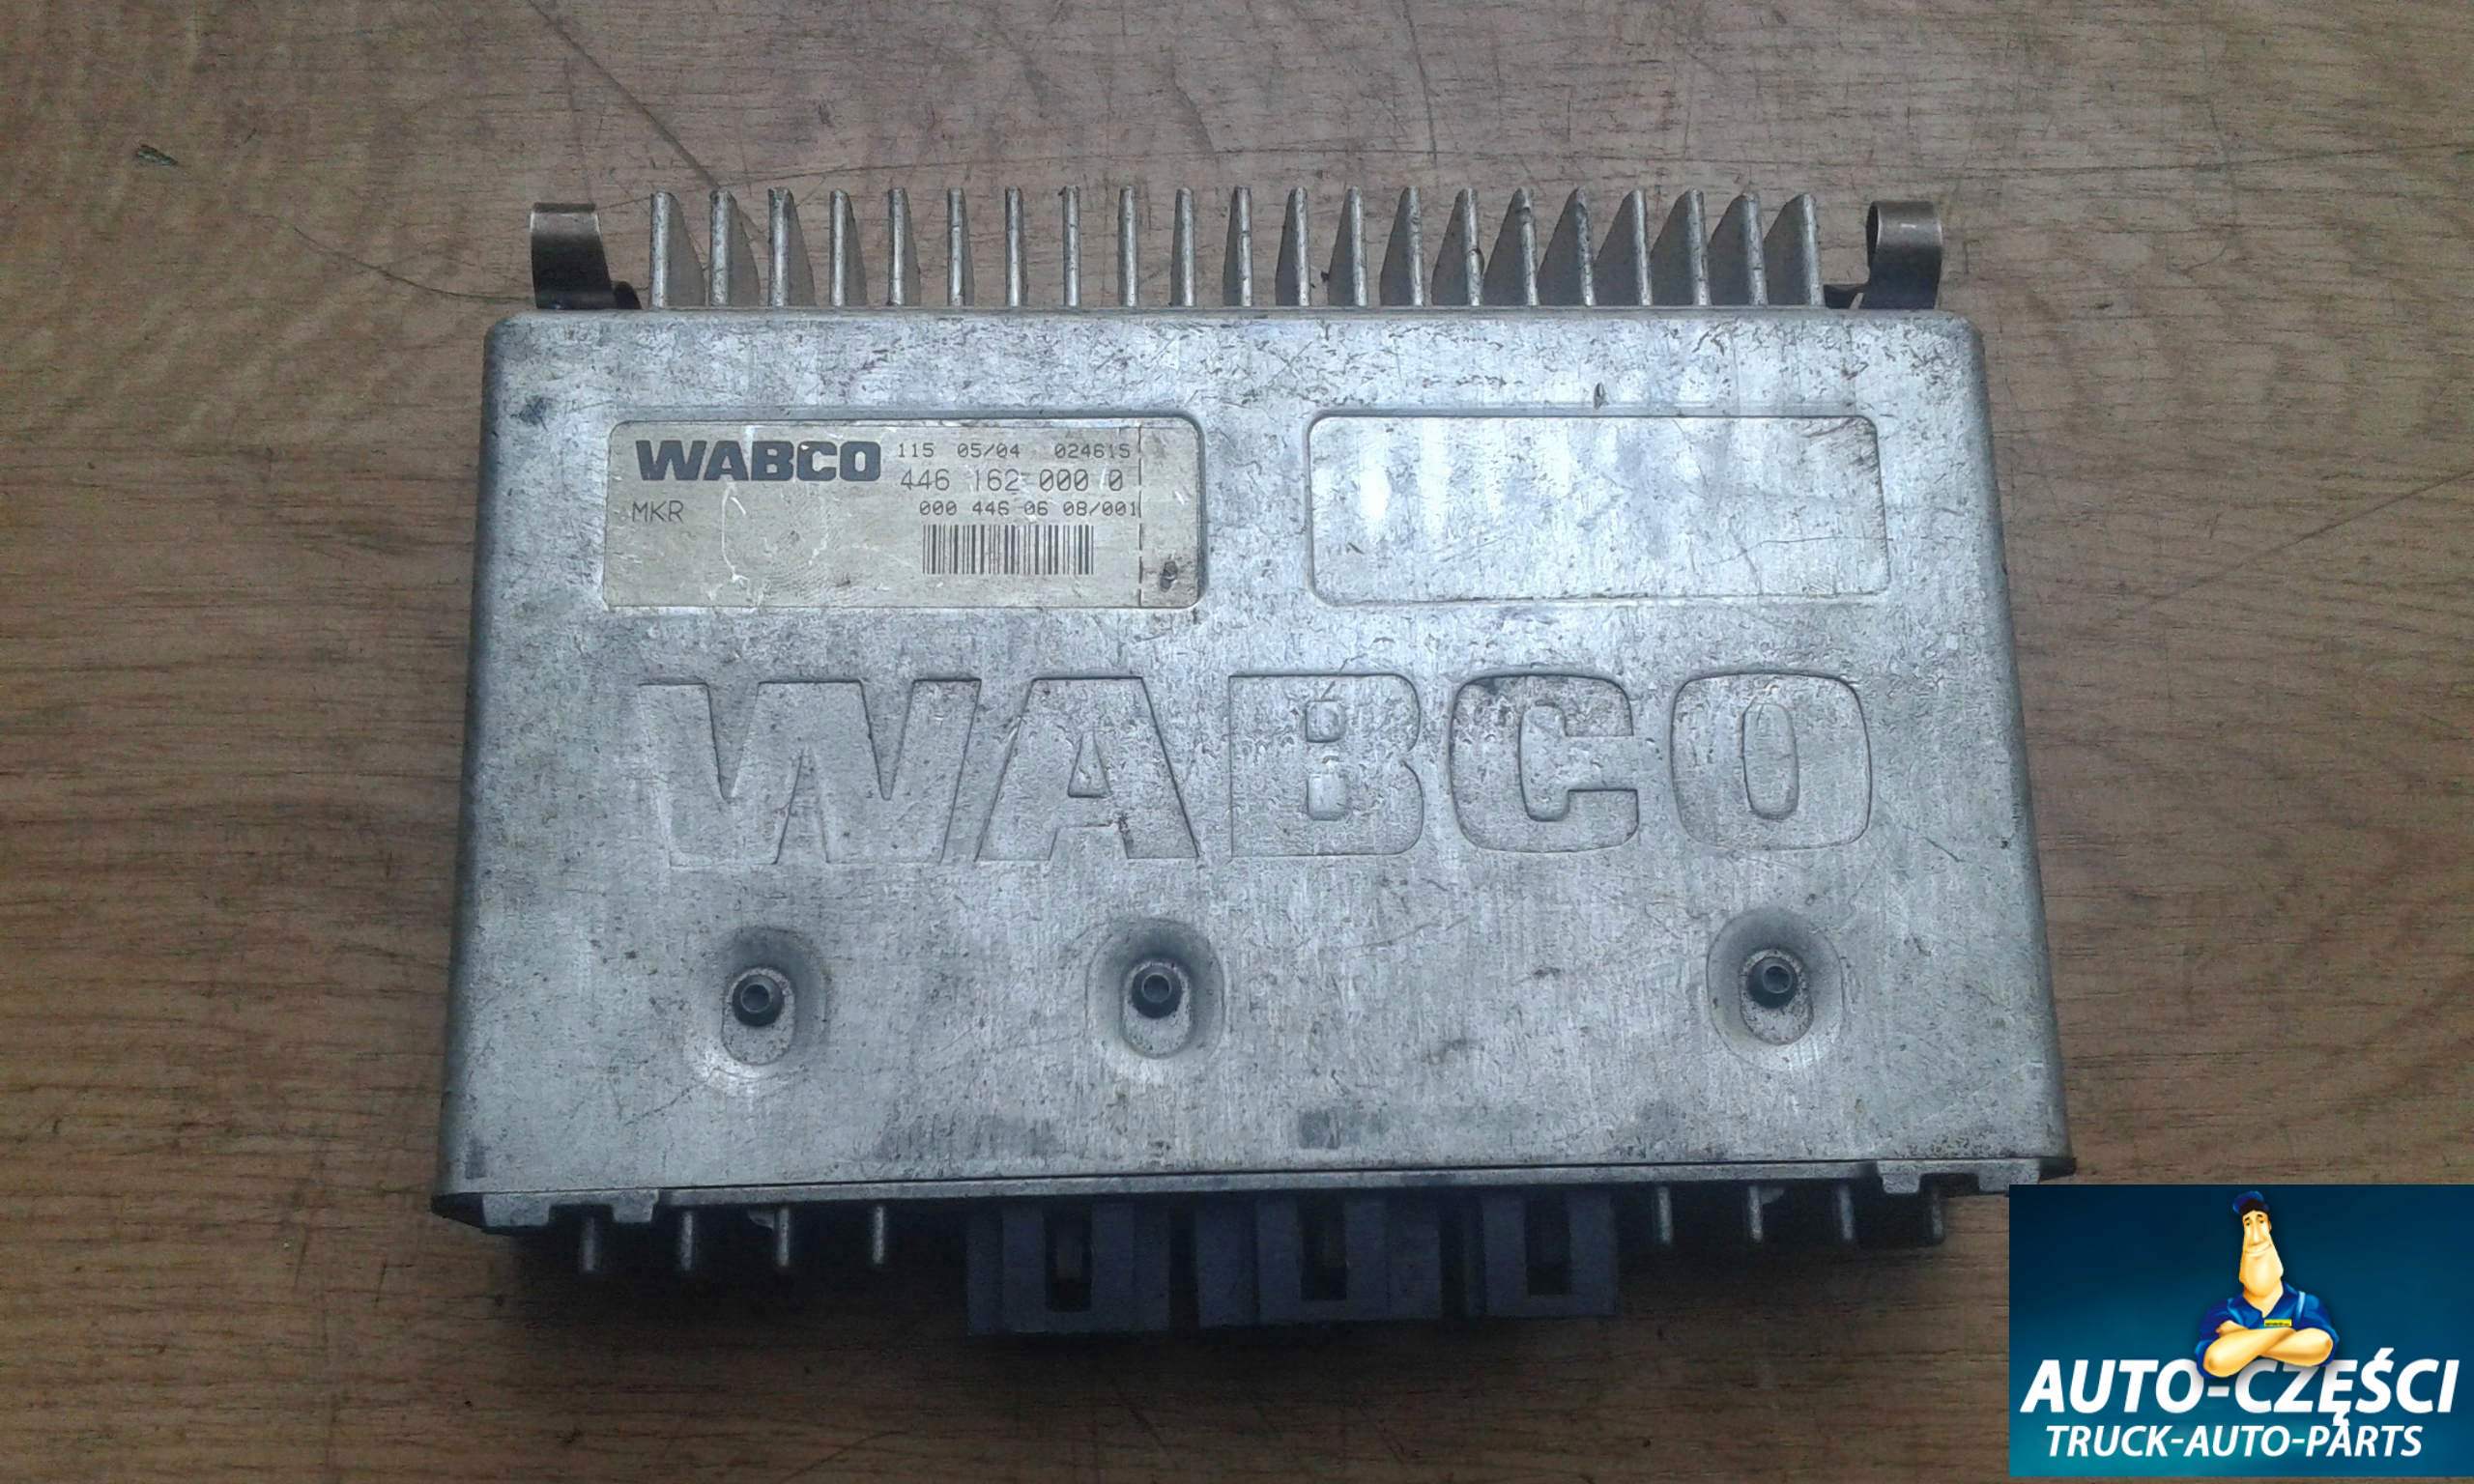 WABCO 115 05/04 024615
446 162 000 0
MKR 000 446 06 08/001
WABCO
AUTO-CZĘŚCI
TRUCK-AUTO-PARTS